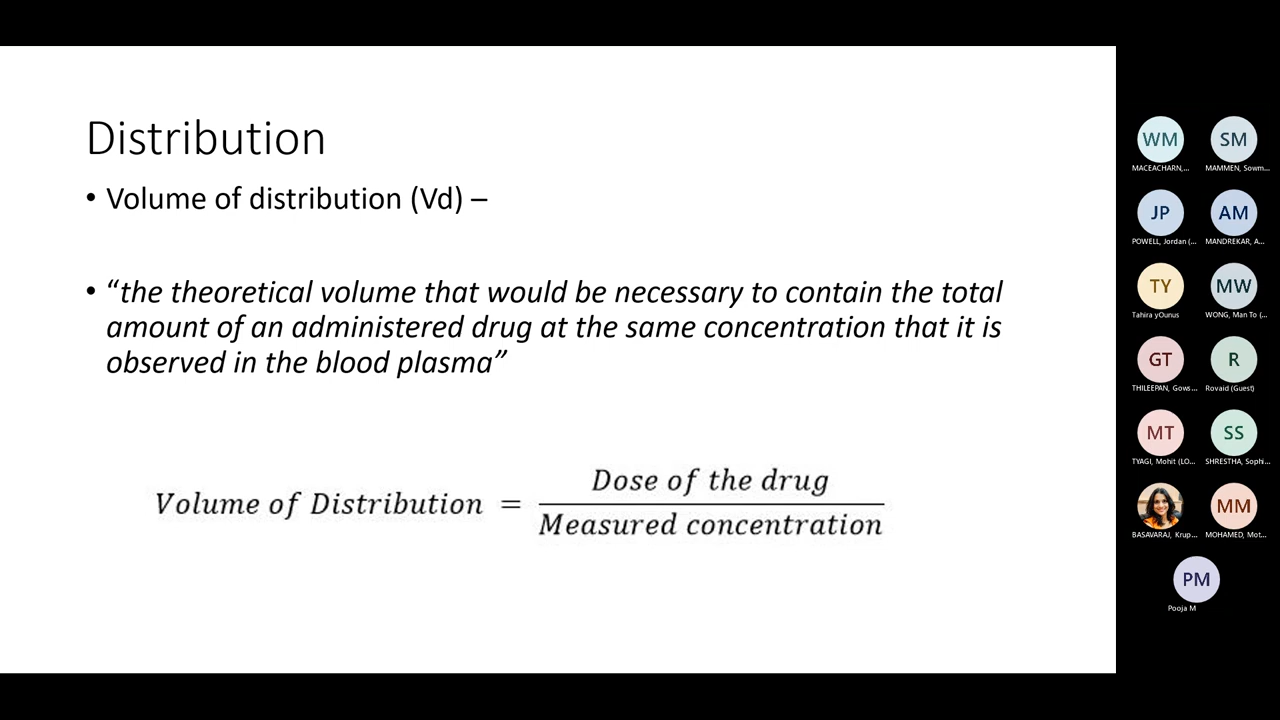 Distribution
• Volume of distribution (Vd) –
• “the theoretical volume that would be necessary to contain the total
amount of an administered drug at the same concentration that it is
observed in the blood plasma”
Volume of Distribution = Dose of the drug
Measured concentration
WM SM
MACEACHARN,... MAMMEN, Sowm...
JP AM
POWELL, Jordan (... MANDREKAR, A...
TY MW
Tahira yOunus WONG, Man To (...
GT R
THILEEPAN, Gows... Rovaid (Guest)
MT SS
TYAGI, Mohit (LO... SHRESTHA, Sophi...
MM
BASAVARAJ, Krup... MOHAMED, Mot...
PM
Pooja M